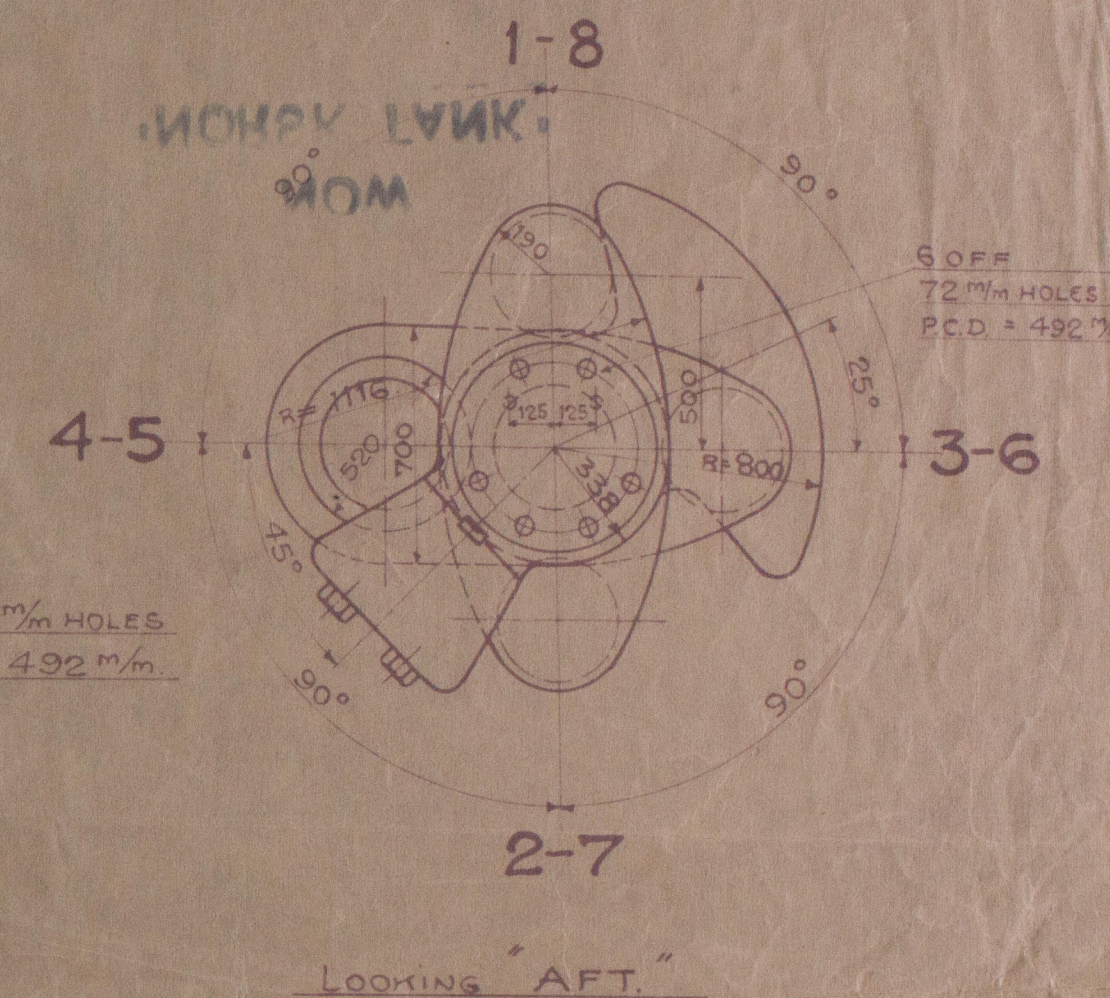 1-8
90°
90°
190
6 OFF
72 m/m HOLES
P.C.D. = 492
25°
R= 1116
125 125
500
4-5
520
700
338
R=800
3-6
45°
m/m HOLES
492 m/m.
90°
90°
2-7
LOOKING "AFT."